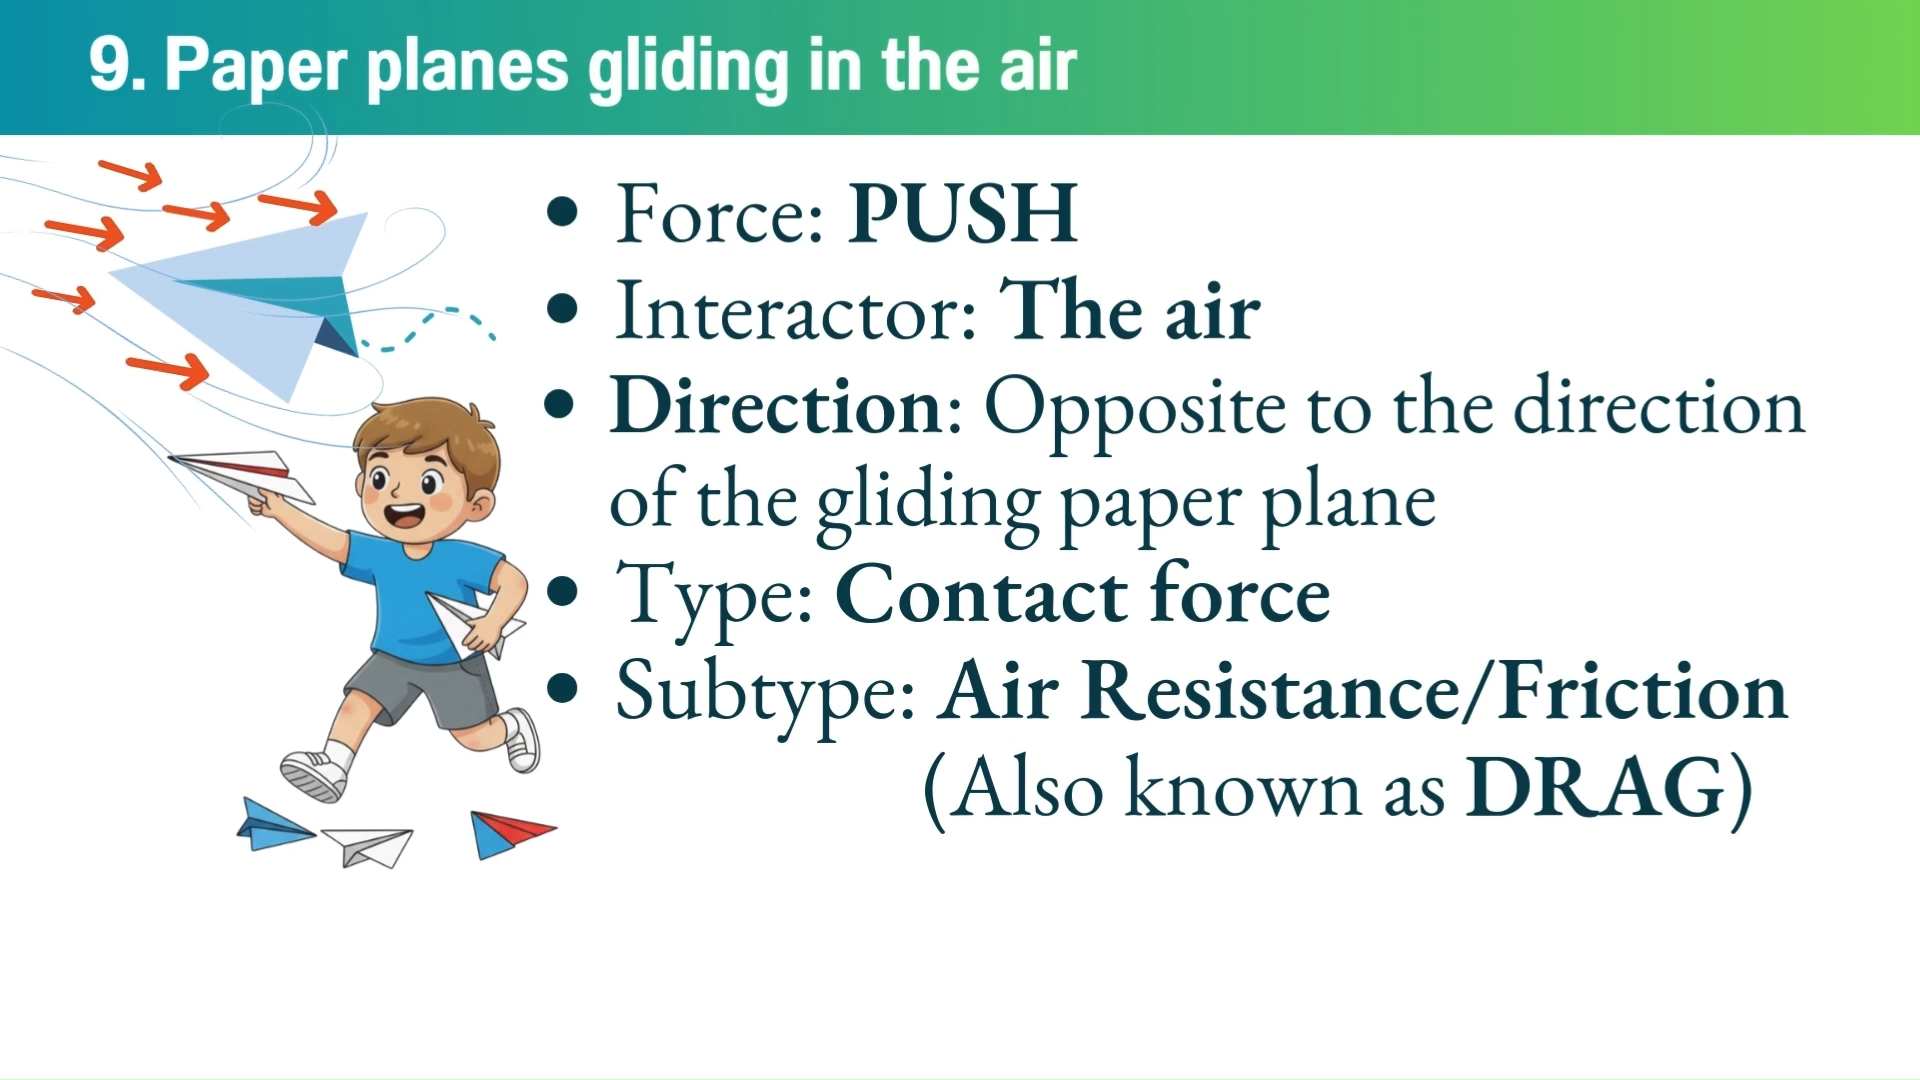 9. Paper planes gliding in the air
• Force: PUSH
• Interactor: The air
• Direction: Opposite to the direction
of the gliding paper plane
• Type: Contact force
• Subtype: Air Resistance/Friction
(Also known as DRAG)